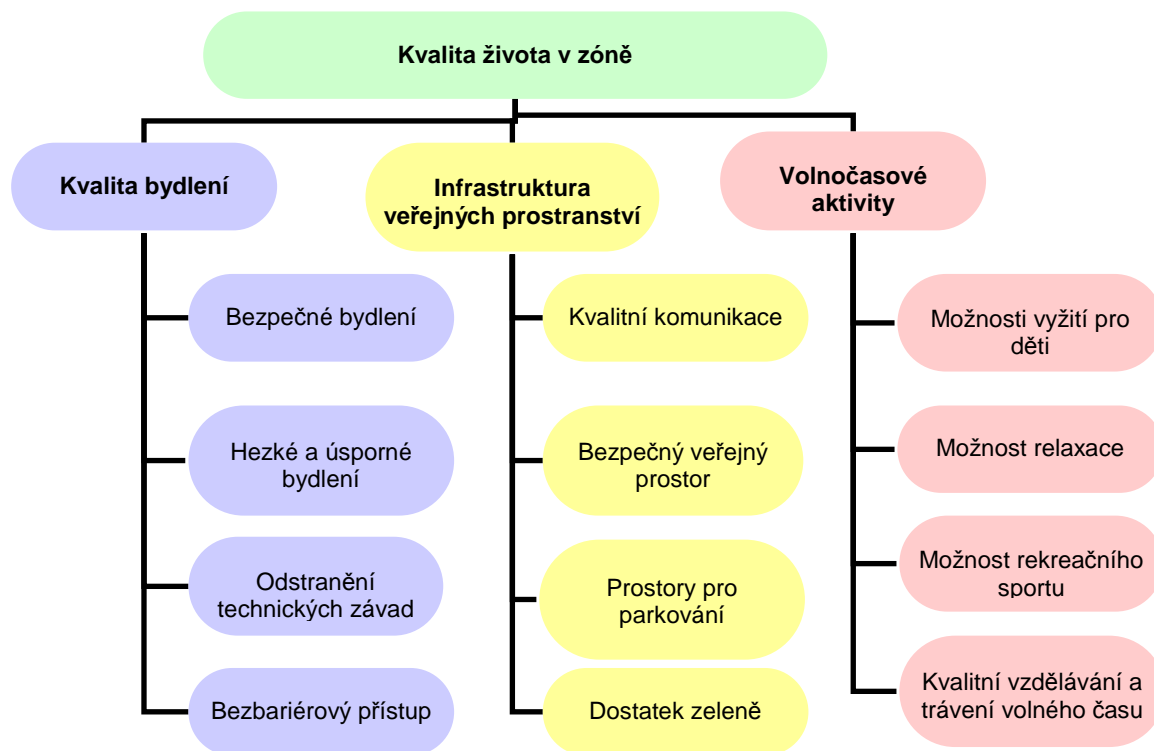 Kvalita života v zóně
Kvalita bydlení
Bezpečné bydlení
Hezké a úsporné
bydlení
Odstranění
technických závad
Bezbariérový přístup
Infrastruktura
veřejných prostranství
Kvalitní komunikace
Bezpečný veřejný
prostor
Prostory pro
parkování
Dostatek zeleně
Volnočasové
aktivity
Možnosti vyžití pro
děti
Možnost relaxace
Možnost rekreačního
sportu
Kvalitní vzdělávání a
trávení volného času